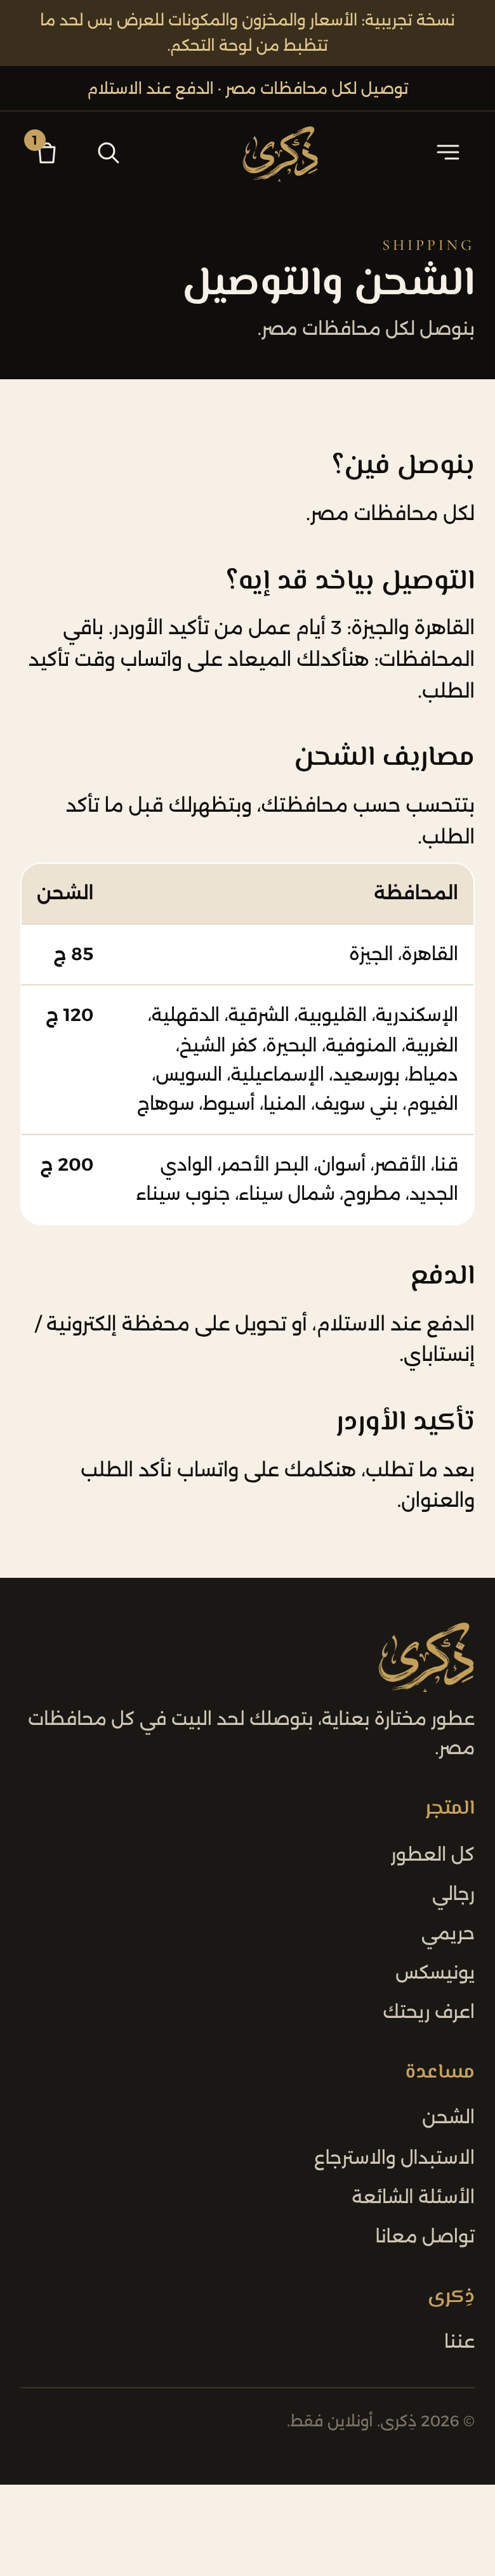 نسخة تجريبية: الأسعار والمخزون والمكونات للعرض بس لحد ما
تتظبط من لوحة التحكم.
توصيل لكل محافظات مصر · الدفع عند الاستلام
1
ذِكرى
SHIPPING
الشحن والتوصيل
بنوصل لكل محافظات مصر.
بنوصل فين؟
لكل محافظات مصر.
التوصيل بياخد قد إيه؟
القاهرة والجيزة: 3 أيام عمل من تأكيد الأوردر. باقي
المحافظات: هنأكدلك الميعاد على واتساب وقت تأكيد
الطلب.
مصاريف الشحن
بتتحسب حسب محافظتك، وبتظهرلك قبل ما تأكد
الطلب.
المحافظة الشحن
القاهرة، الجيزة 85 ج
الإسكندرية، القليوبية، الشرقية، الدقهلية، 120 ج
الغربية، المنوفية، البحيرة، كفر الشيخ،
دمياط، بورسعيد، الإسماعيلية، السويس،
الفيوم، بني سويف، المنيا، أسيوط، سوهاج
قنا، الأقصر، أسوان، البحر الأحمر، الوادي 200 ج
الجديد، مطروح، شمال سيناء، جنوب سيناء
الدفع
الدفع عند الاستلام، أو تحويل على محفظة إلكترونية /
إنستاباي.
تأكيد الأوردر
بعد ما تطلب، هنكلمك على واتساب نأكد الطلب
والعنوان.
ذِكرى
عطور مختارة بعناية، بتوصلك لحد البيت في كل محافظات
مصر.
المتجر
كل العطور
رجالي
حريمي
يونيسكس
اعرف ريحتك
مساعدة
الشحن
الاستبدال والاسترجاع
الأسئلة الشائعة
تواصل معانا
ذِكرى
عننا
© 2026 ذِكرى. أونلاين فقط.